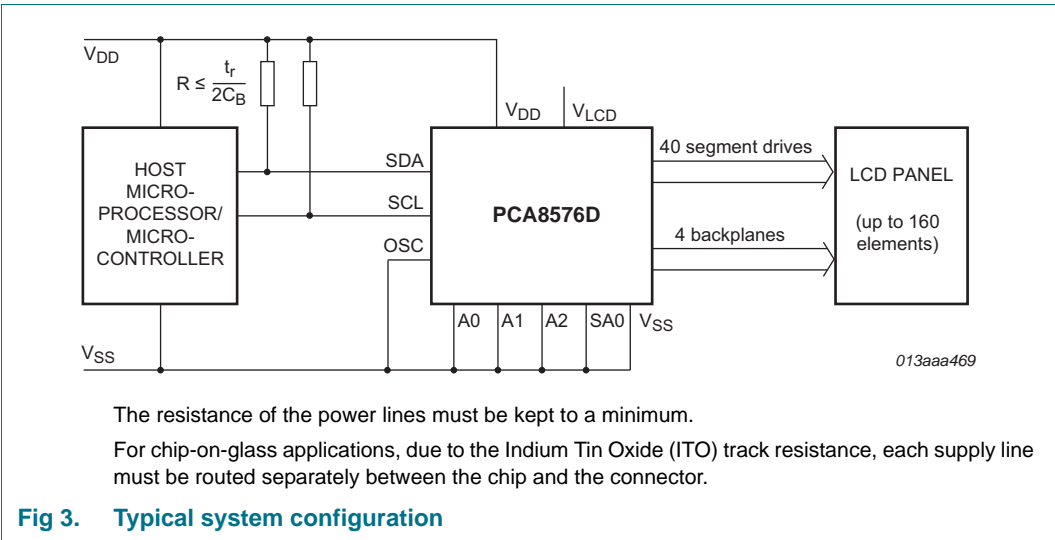 VDD
R ≤ tr
2CB
VDD
VLCD
HOST
MICRO-
PROCESSOR/
MICRO-
CONTROLLER
SDA
SCL
OSC
PCA8576D
40 segment drives
4 backplanes
LCD PANEL
(up to 160
elements)
A0 A1 A2 SA0 VSS
VSS
013aaa469
The resistance of the power lines must be kept to a minimum.
For chip-on-glass applications, due to the Indium Tin Oxide (ITO) track resistance, each supply line
must be routed separately between the chip and the connector.
Fig 3. Typical system configuration